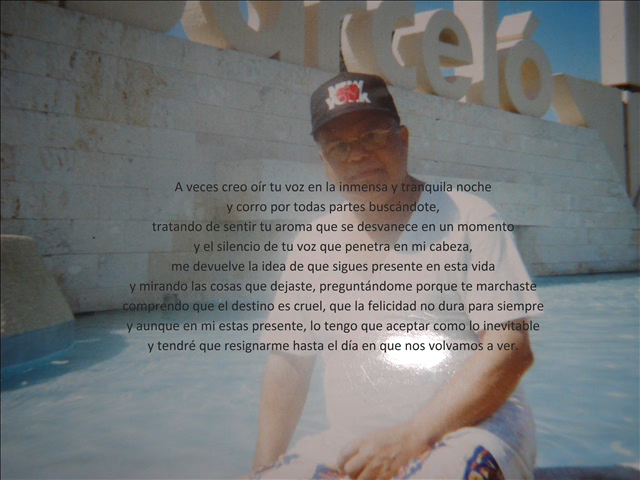 Barceló
NEW YORK
A veces creo oír tu voz en la inmensa y tranquila noche
y corro por todas partes buscándote,
tratando de sentir tu aroma que se desvanece en un momento
y el silencio de tu voz que penetra en mi cabeza,
me devuelve la idea de que sigues presente en esta vida
y mirando las cosas que dejaste, preguntándome porque te marchaste
comprendo que el destino es cruel, que la felicidad no dura para siempre
y aunque en mi estas presente, lo tengo que aceptar como lo inevitable
y tendré que resignarme hasta el día en que nos volvamos a ver.